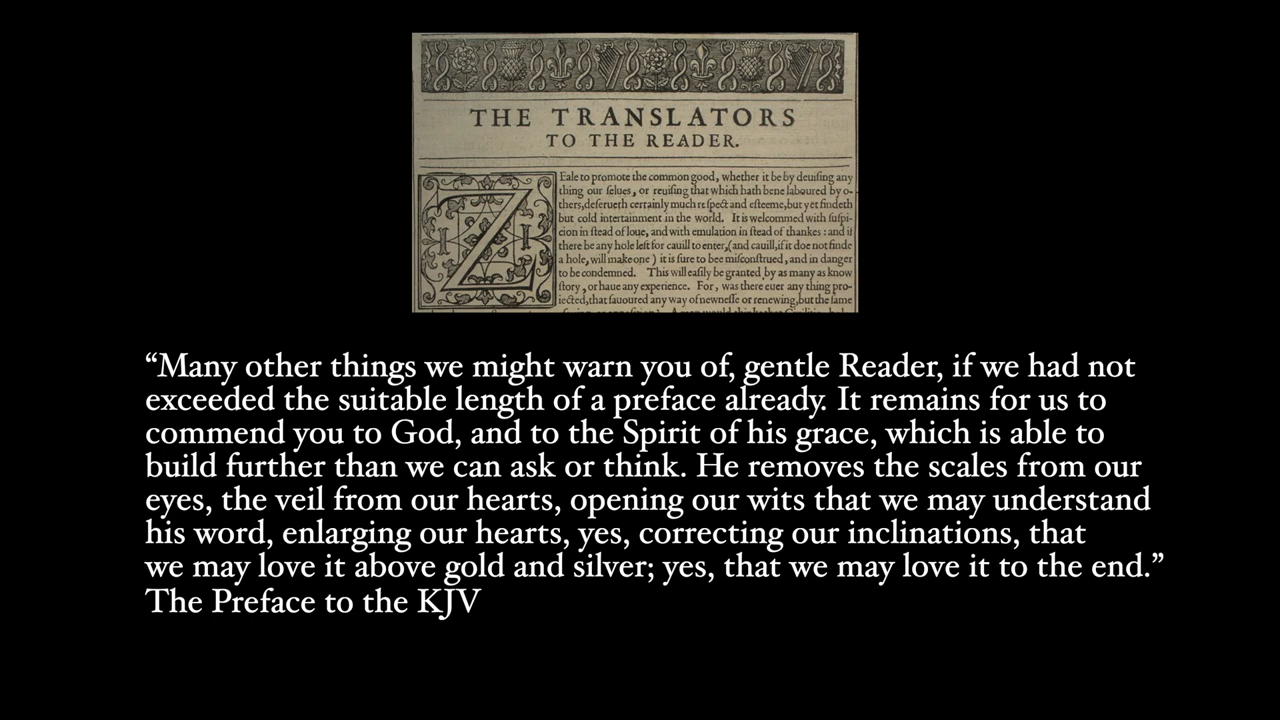 THE TRANSLATORS
TO THE READER.
Zeale to promote the common good, whether it be by deuising any
thing our selues, or reuising that which hath bene laboured by o-
thers, deserueth certainly much respect and esteeme, but yet findeth
but cold intertainment in the world. It is welcommed with suspi-
cion in stead of loue, and with emulation in stead of thankes : and if
there be any hole left for cauill to enter, (and cauill, if it doe not finde
a hole, will make one ) it is sure to bee misconstrued, and in danger
to be condemned. This will easily be granted by as many as know
story, or haue any experience. For, was there euer any thing pro-
iected, that sauoured any way of newnesse or renewing, but the same
“Many other things we might warn you of, gentle Reader, if we had not
exceeded the suitable length of a preface already. It remains for us to
commend you to God, and to the Spirit of his grace, which is able to
build further than we can ask or think. He removes the scales from our
eyes, the veil from our hearts, opening our wits that we may understand
his word, enlarging our hearts, yes, correcting our inclinations, that
we may love it above gold and silver; yes, that we may love it to the end.”
The Preface to the KJV